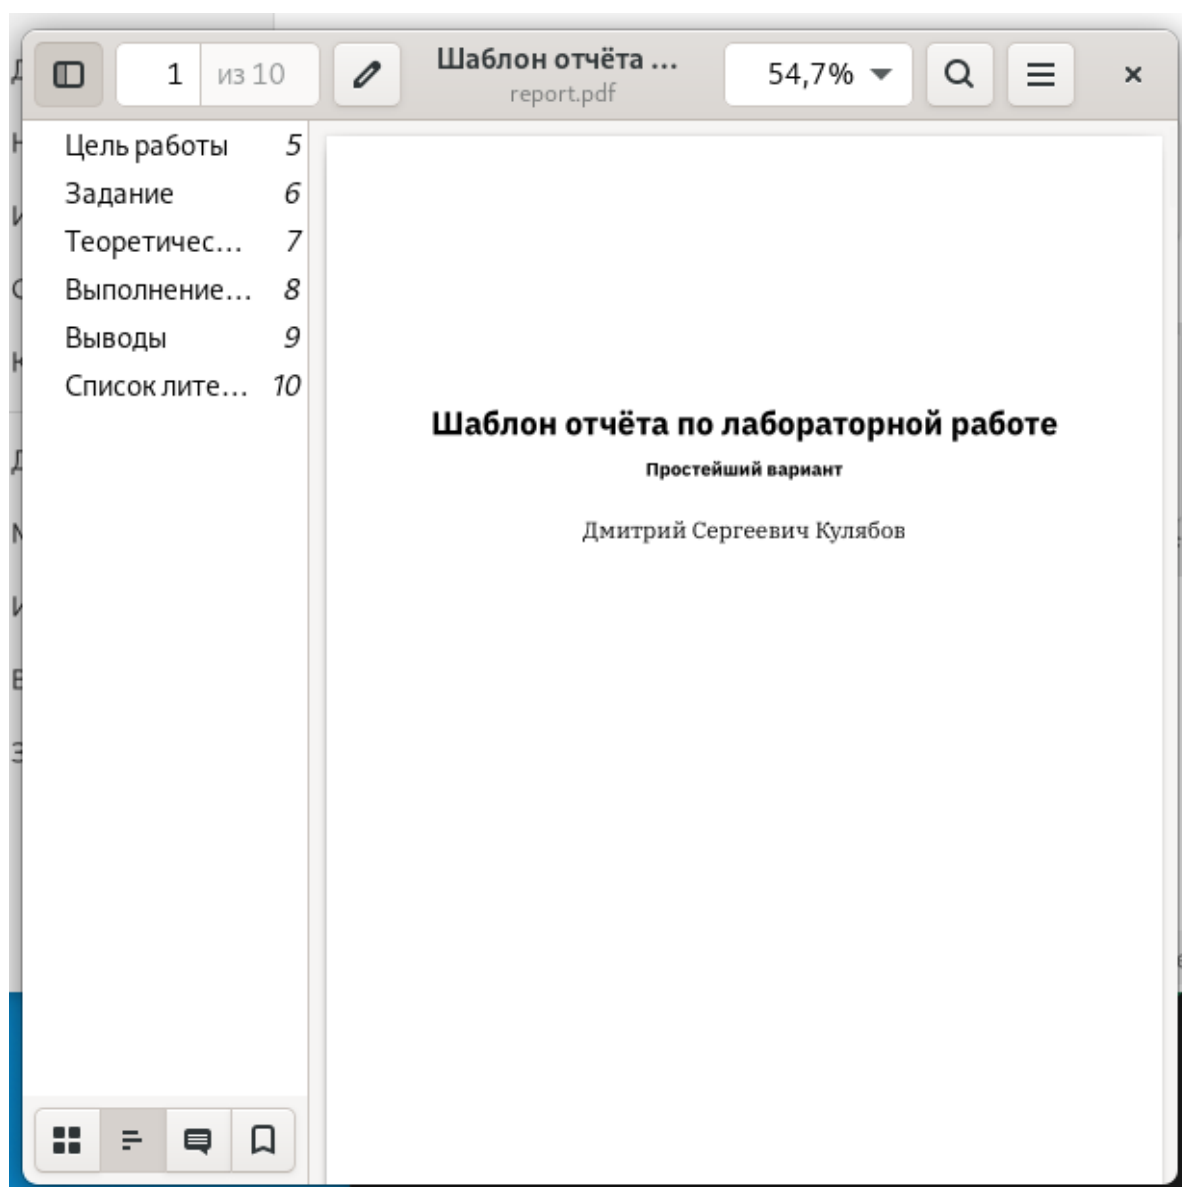 1 из 10
Шаблон отчёта ...
report.pdf
54,7%
Цель работы 5
Задание 6
Теоретичес... 7
Выполнение... 8
Выводы 9
Список лите... 10
Шаблон отчёта по лабораторной работе
Простейший вариант
Дмитрий Сергеевич Кулябов